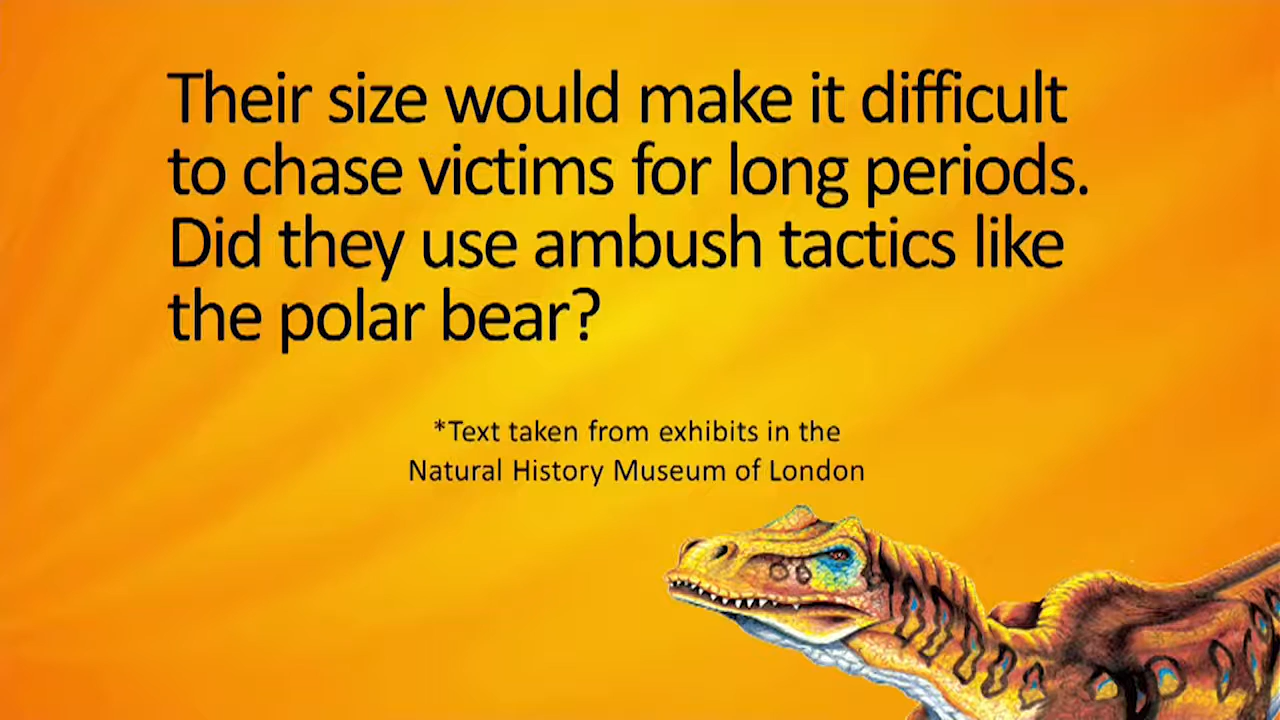 Their size would make it difficult
to chase victims for long periods.
Did they use ambush tactics like
the polar bear?
*Text taken from exhibits in the
Natural History Museum of London